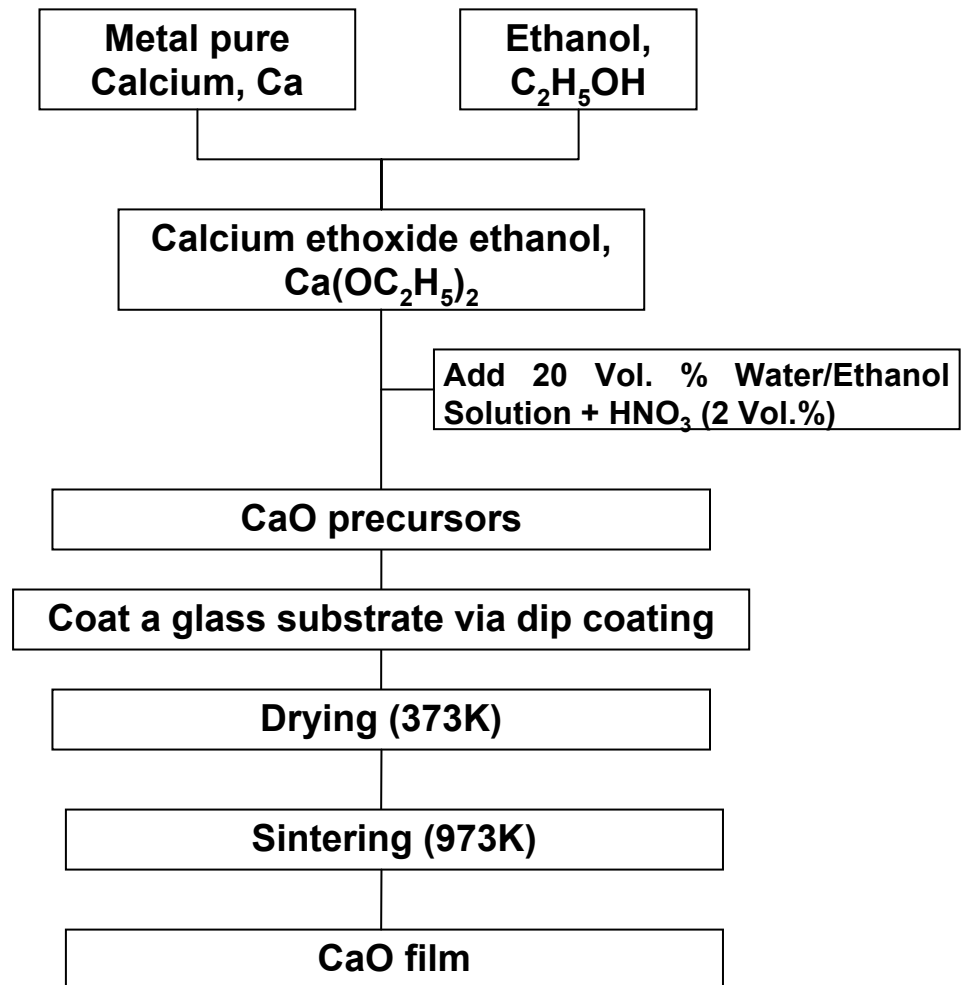 Metal pure
Calcium, Ca
Ethanol,
C₂H₅OH
Calcium ethoxide ethanol,
Ca(OC₂H₅)₂
Add 20 Vol. % Water/Ethanol
Solution + HNO₃ (2 Vol.%)
CaO precursors
Coat a glass substrate via dip coating
Drying (373K)
Sintering (973K)
CaO film